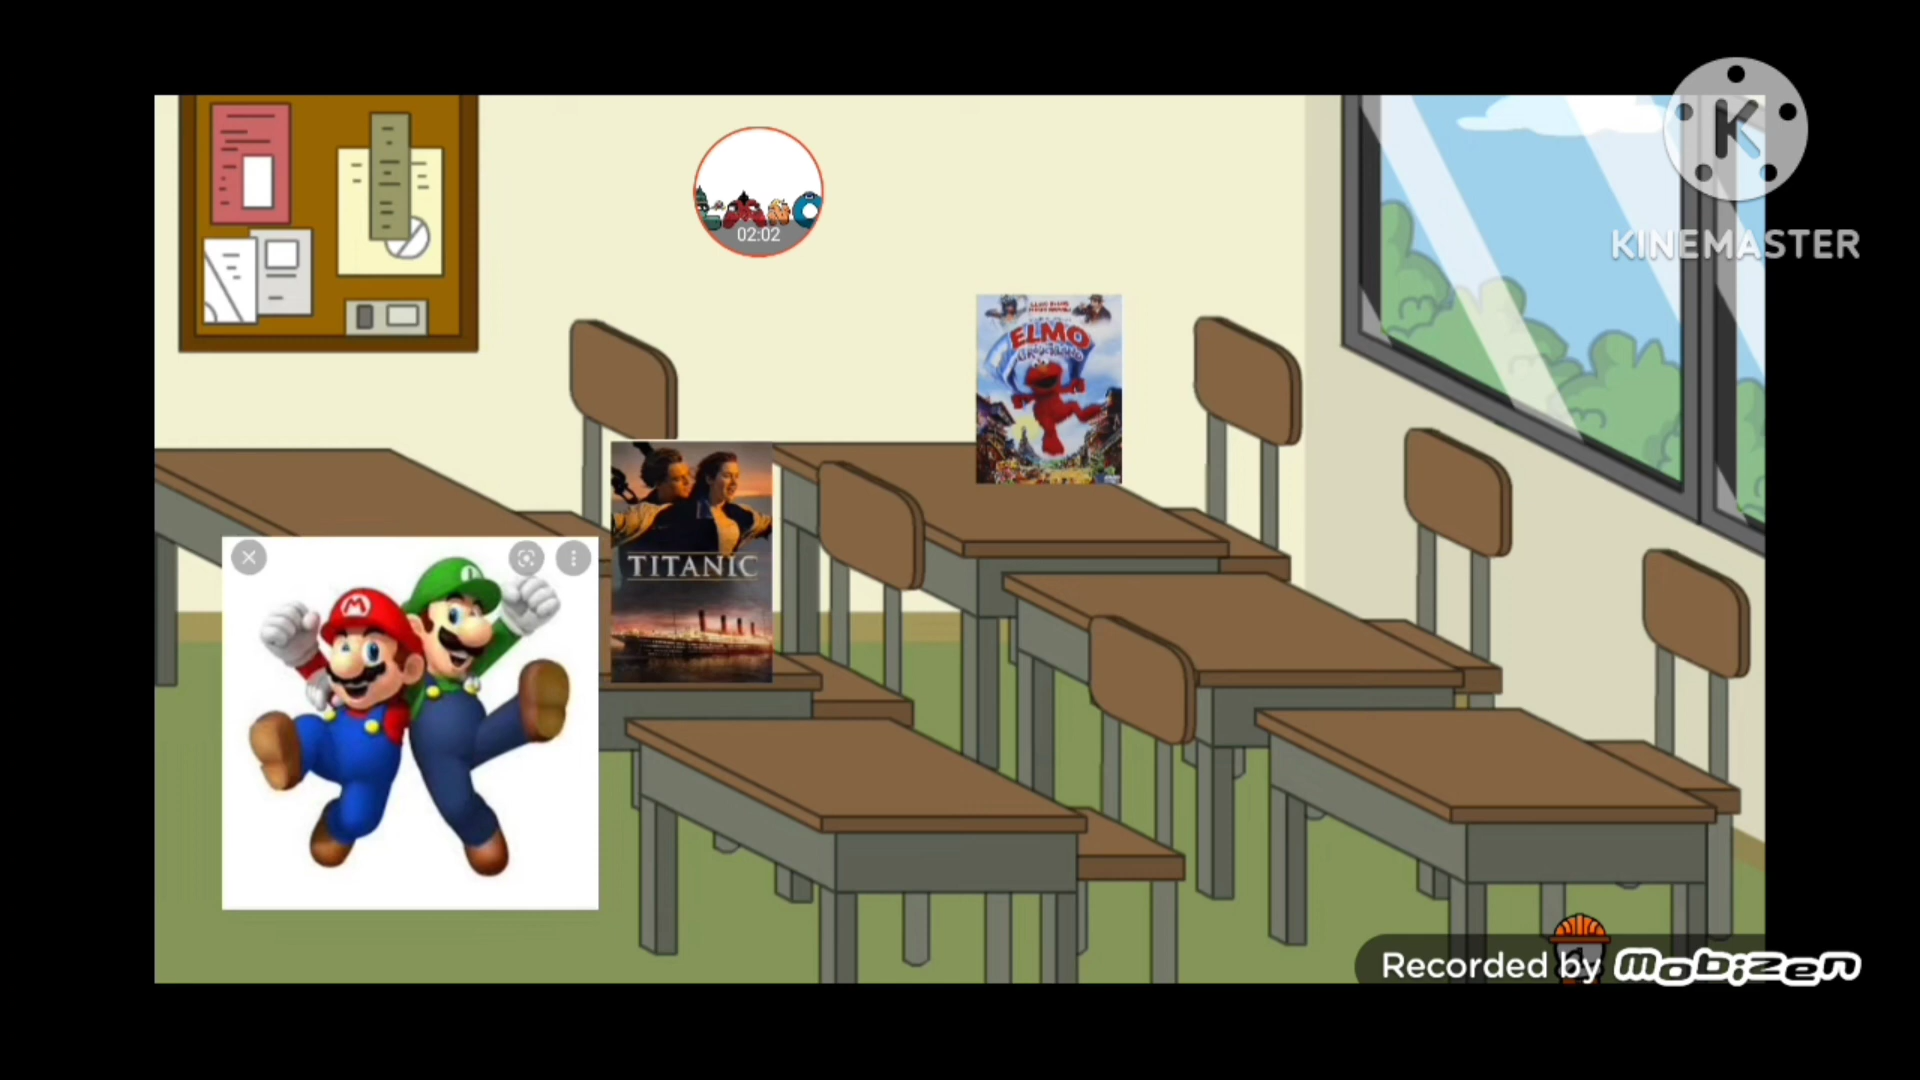 02:02
K
KINEMASTER
ELMO
TITANIC
M
L
Recorded by mobizen